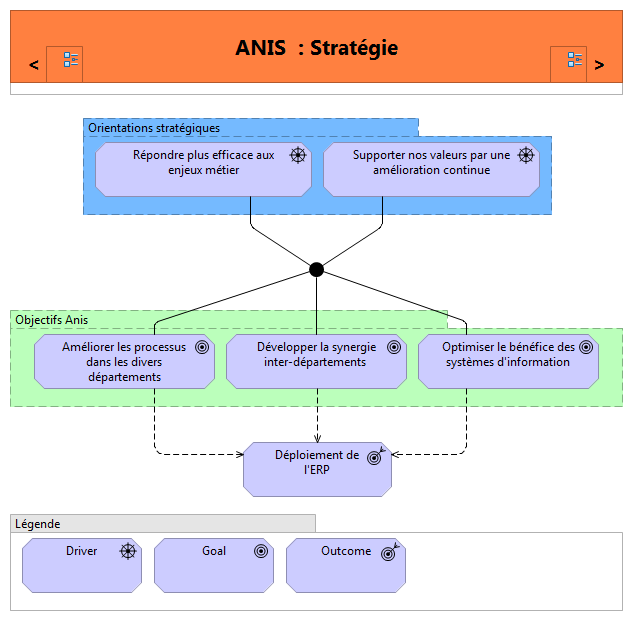 ANIS : Stratégie
< >
Orientations stratégiques
Répondre plus efficace aux
enjeux métier
Supporter nos valeurs par une
amélioration continue
Objectifs Anis
Améliorer les processus
dans les divers
départements
Développer la synergie
inter-départements
Optimiser le bénéfice des
systèmes d'information
Déploiement de
l'ERP
Légende
Driver
Goal
Outcome